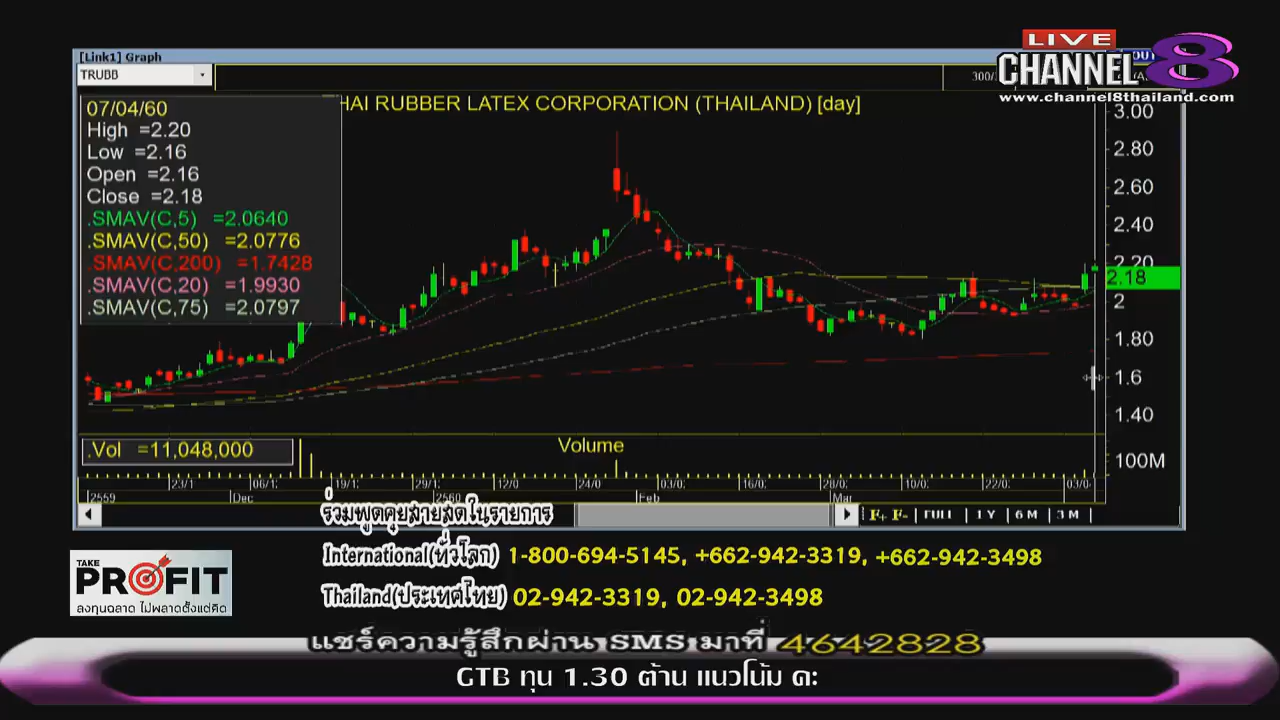 LIVE
CHANNEL 8
www.channel8thailand.com
[Link1] Graph
TRUBB
300/
HAI RUBBER LATEX CORPORATION (THAILAND) [day]
07/04/60
High =2.20
Low =2.16
Open =2.16
Close =2.18
.SMAV(C,5) =2.0640
.SMAV(C,50) =2.0776
.SMAV(C,200) =1.7428
.SMAV(C,20) =1.9930
.SMAV(C,75) =2.0797
3.00
2.80
2.60
2.40
2.20
2.18
2
1.80
1.6
1.40
.Vol =11,048,000
Volume
100M
23/1 06/1: 19/1: 29/1: 12/0: 24/0 03/0: 16/0: 28/0: 10/0: 22/0: 03/0
2559 Dec 2560 Feb Mar
F+ F- FULL 1 Y 6 M 3 M
ร่วมพูดคุยสายสดในรายการ
International(ทั่วโลก) 1-800-694-5145, +662-942-3319, +662-942-3498
Thailand(ประเทศไทย) 02-942-3319, 02-942-3498
TAKE
PROFIT
ลงทุนฉลาด ไม่พลาดตั้งแต่คิด
แชร์ความรู้สึกผ่าน SMS มาที่ 4642828
GTB ทุน 1.30 ต้าน แนวโน้ม คะ